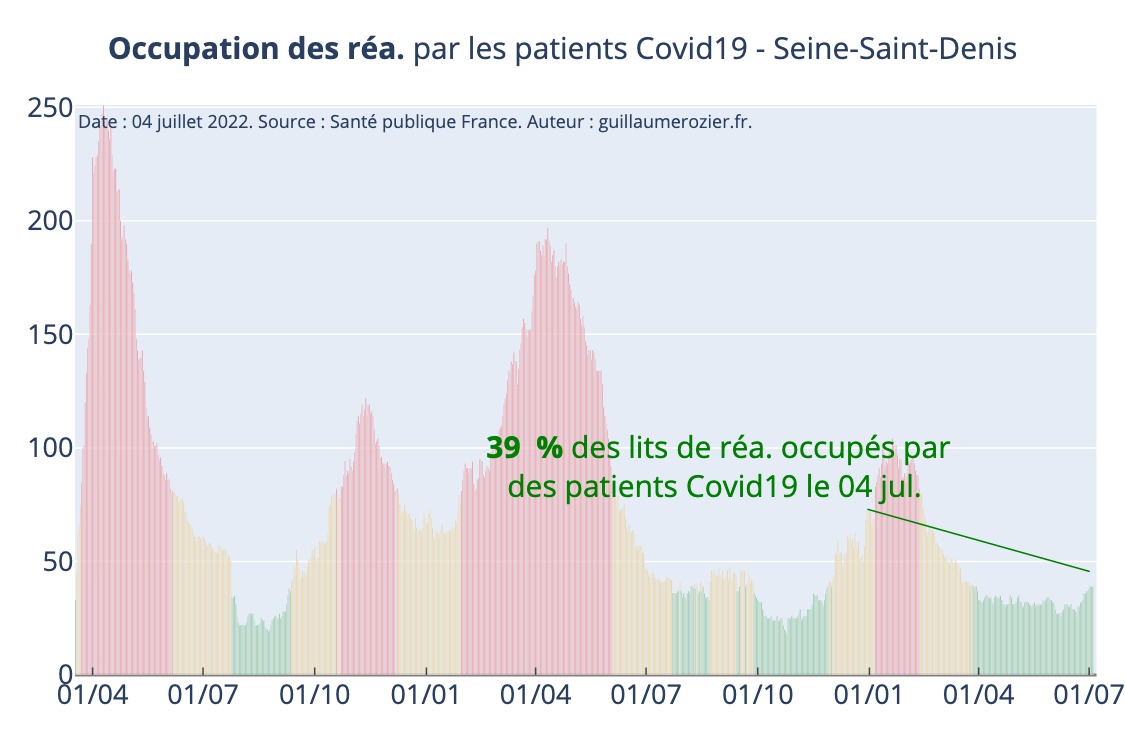 Occupation des réa. par les patients Covid19 - Seine-Saint-Denis
250
Date : 04 juillet 2022. Source : Santé publique France. Auteur : guillaumerozier.fr.
200
150
100
39 % des lits de réa. occupés par
des patients Covid19 le 04 jul.
50
0
01/04 01/07 01/10 01/01 01/04 01/07 01/10 01/01 01/04 01/07